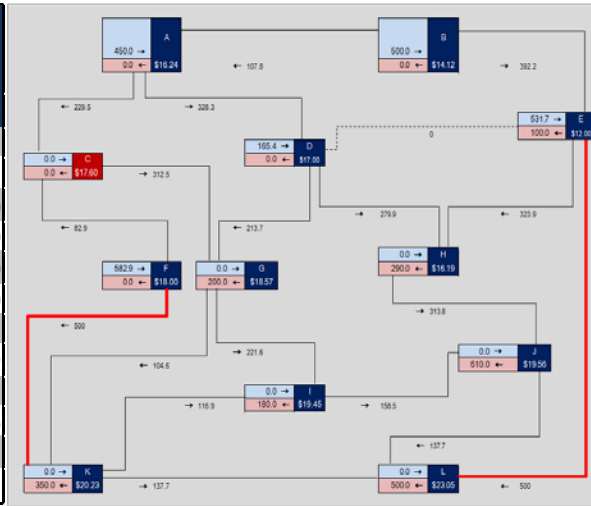 A
450.0 →
0.0 ← $16.24
← 107.8
B
500.0 →
0.0 ← $14.12
→ 392.2
← 229.5
→ 328.3
165.4 → D
0.0 ← $17.88
0
531.7 → E
100.0 ← $12.00
0.0 → C
0.0 ← $17.60
→ 312.5
→ 279.9
← 323.9
← 82.9
← 213.7
582.9 → F
0.0 ← $18.00
0.0 → G
200.0 ← $18.57
0.0 → H
290.0 ← $16.19
← 500
→ 313.8
← 104.6
→ 221.6
0.0 → J
610.0 ← $19.56
0.0 → I
180.0 ← $19.45
→ 116.9
→ 158.5
← 137.7
0.0 → K
350.0 ← $20.23
→ 137.7
0.0 → L
500.0 ← $23.05
← 500